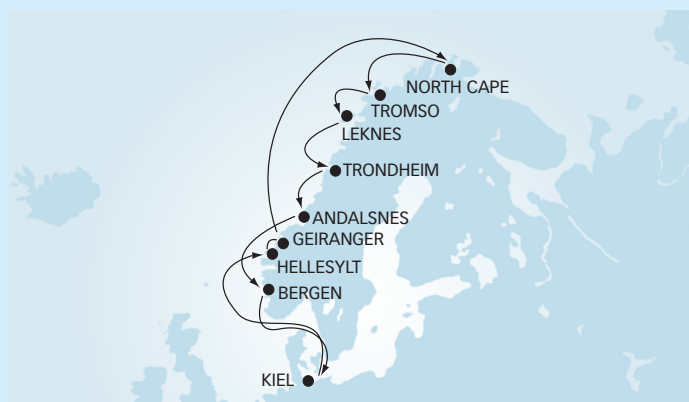 NORTH CAPE
TROMSO
LEKNES
TRONDHEIM
ANDALSNES
GEIRANGER
HELLESYLT
BERGEN
KIEL